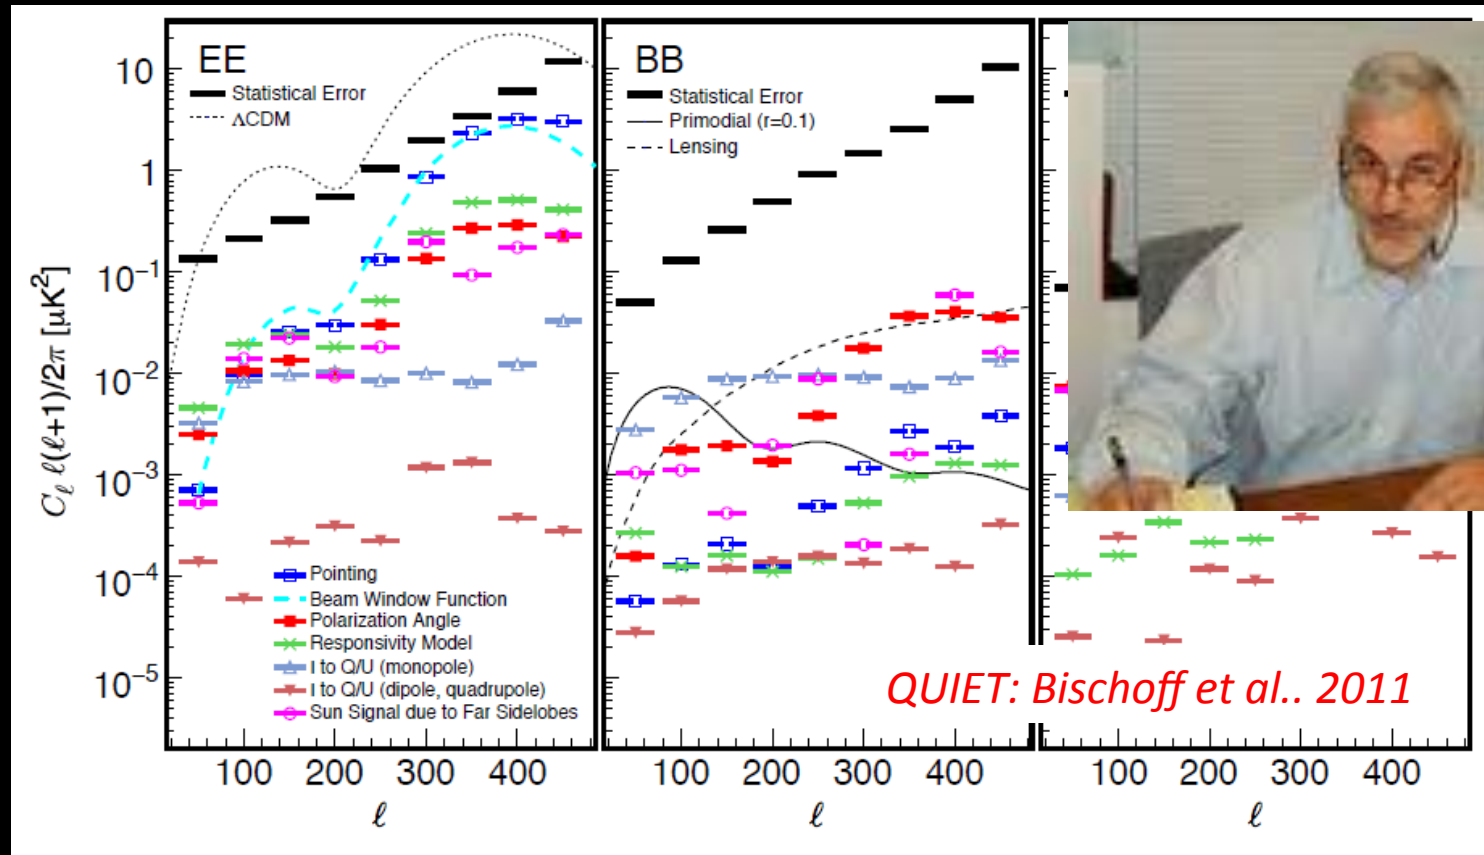 EE
Statistical Error
ΛCDM
BB
Statistical Error
Primodial (r=0.1)
Lensing
10
1
10⁻¹
10⁻²
10⁻³
10⁻⁴
10⁻⁵
C_ℓ ℓ(ℓ+1)/2π [μK²]
Pointing
Beam Window Function
Polarization Angle
Responsivity Model
I to Q/U (monopole)
I to Q/U (dipole, quadrupole)
Sun Signal due to Far Sidelobes
QUIET: Bischoff et al.. 2011
100 200 300 400
100 200 300 400
100 200 300 400
ℓ
ℓ
ℓ